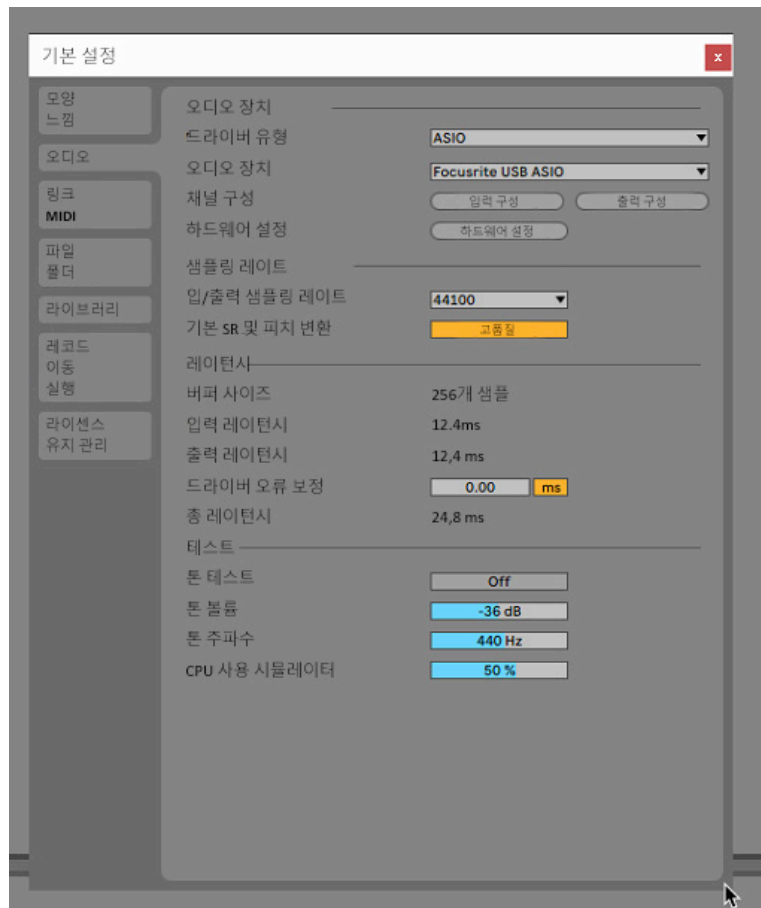 기본 설정
x
모양
느낌
오디오
링크
MIDI
파일
폴더
라이브러리
레코드
이동
실행
라이센스
유지 관리
오디오 장치
드라이버 유형 ASIO
오디오 장치 Focusrite USB ASIO
채널 구성 입력 구성 출력 구성
하드웨어 설정 하드웨어 설정
샘플링 레이트
입/출력 샘플링 레이트 44100
기본 SR 및 피치 변환 고품질
레이턴시
버퍼 사이즈 256개 샘플
입력 레이턴시 12.4ms
출력 레이턴시 12,4 ms
드라이버 오류 보정 0.00 ms
총 레이턴시 24,8 ms
테스트
톤 테스트 Off
톤 볼륨 -36 dB
톤 주파수 440 Hz
CPU 사용 시뮬레이터 50 %